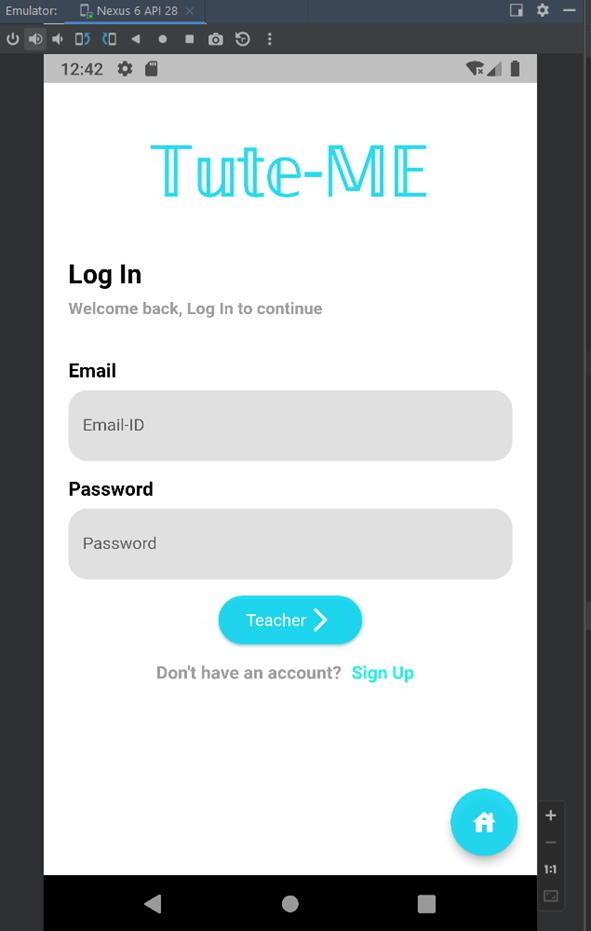 Emulator: Nexus 6 API 28
12:42
Tute-ME
Log In
Welcome back, Log In to continue
Email
Email-ID
Password
Password
Teacher
Don't have an account? Sign Up
1:1